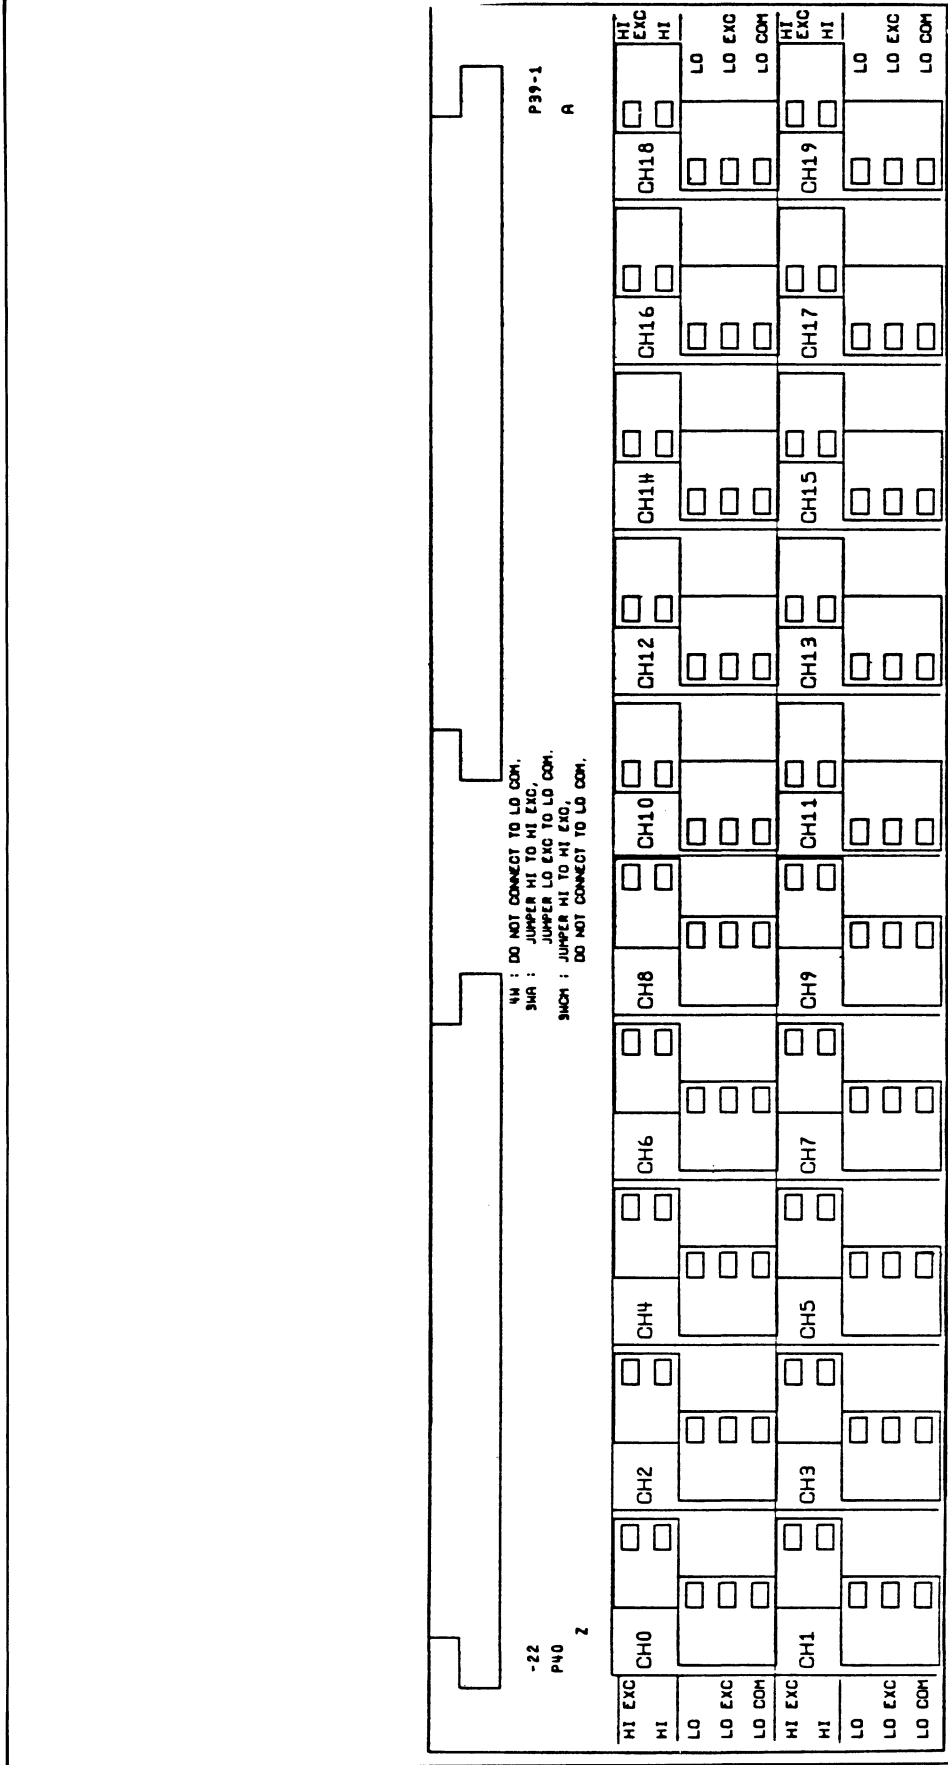 -22
P40
Z
4W : DO NOT CONNECT TO LO COM.
3WA : JUMPER HI TO HI EXC,
JUMPER LO EXC TO LO COM.
3WCM : JUMPER HI TO HI EXC,
DO NOT CONNECT TO LO COM.
P39-1
A
HI EXC
HI
CH0 CH2 CH4 CH6 CH8 CH10 CH12 CH14 CH16 CH18
HI
EXC
HI
LO LO
LO EXC LO EXC
LO COM LO COM
HI EXC
HI
CH1 CH3 CH5 CH7 CH9 CH11 CH13 CH15 CH17 CH19
HI
EXC
HI
LO LO
LO EXC LO EXC
LO COM LO COM